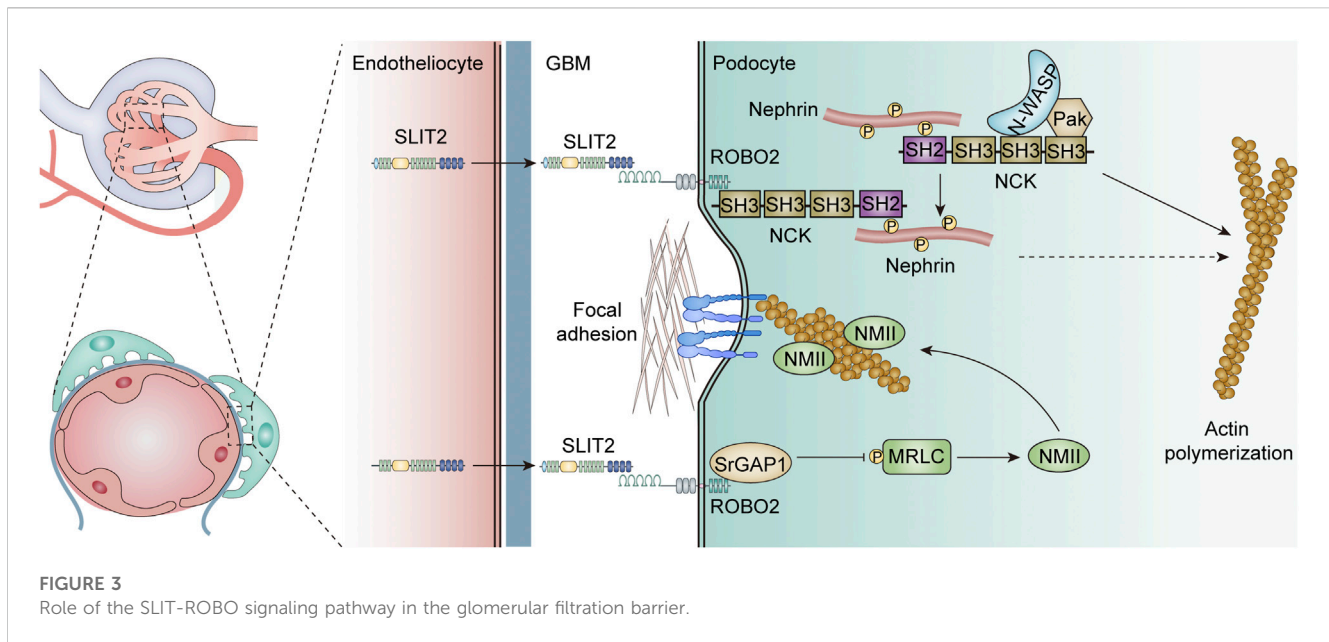 Endotheliocyte
GBM
Podocyte
SLIT2
SLIT2
ROBO2
Nephrin
P
P
P
N-WASP
Pak
SH2
SH3
SH3
SH3
NCK
SH3
SH3
SH3
SH2
NCK
P
P
P
Nephrin
Focal
adhesion
NMII
NMII
Actin
polymerization
SLIT2
SrGAP1
ROBO2
P
MRLC
NMII
FIGURE 3
Role of the SLIT-ROBO signaling pathway in the glomerular filtration barrier.